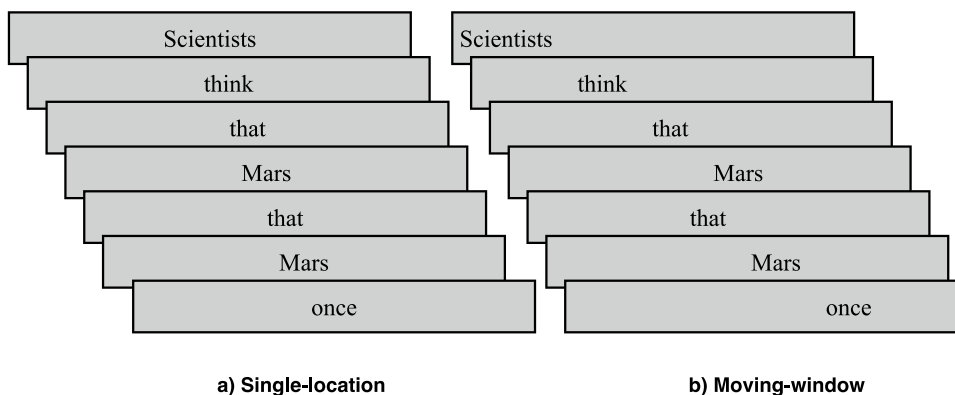 Scientists
think
that
Mars
that
Mars
once
a) Single-location
Scientists
think
that
Mars
that
Mars
once
b) Moving-window